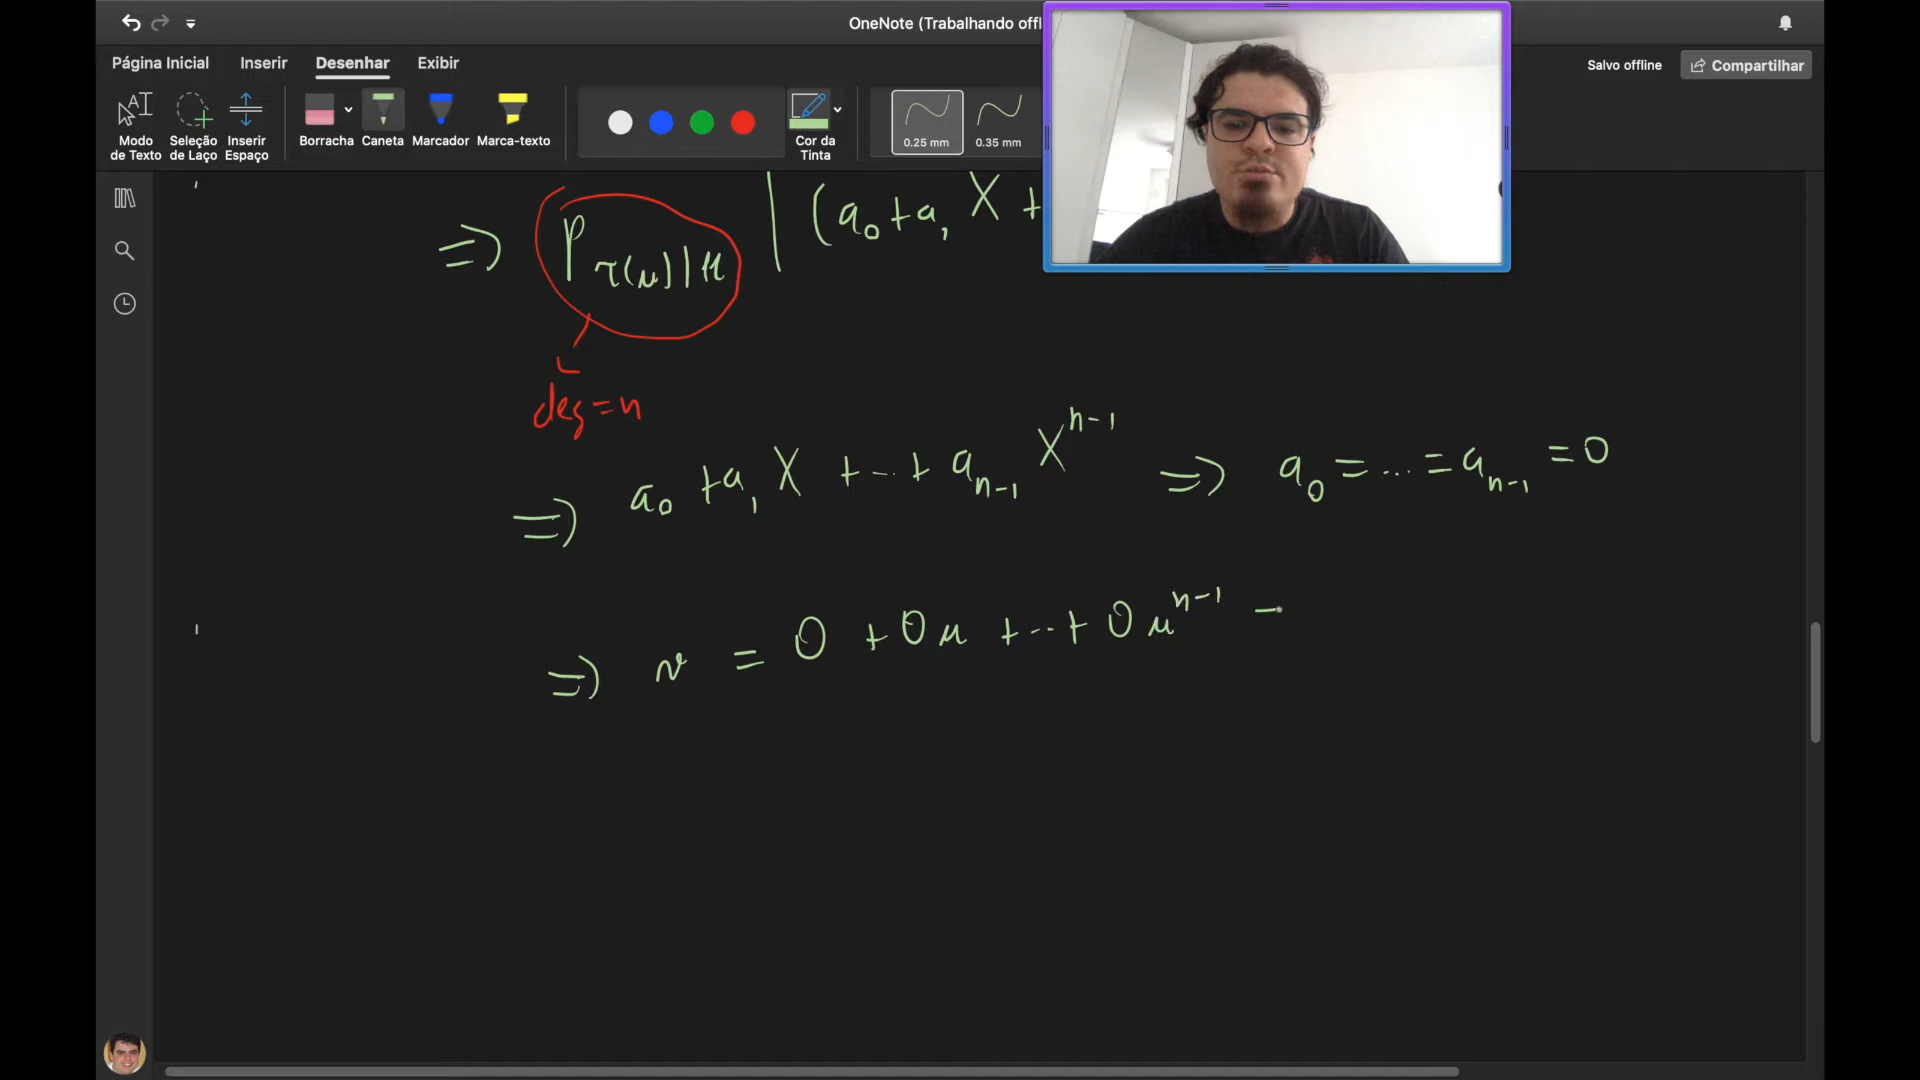 OneNote (Trabalhando offl
Página Inicial Inserir Desenhar Exibir
Salvo offline Compartilhar
Modo de Texto
Seleção de Laço
Inserir Espaço
Borracha Caneta Marcador Marca-texto
Cor da Tinta
0.25 mm 0.35 mm
⇒ P_{τ(u)|K} | (a₀ + a₁ X +
deg = n
⇒ a₀ + a₁ X + ... + a_{n-1} X^{n-1} ⇒ a₀ = ... = a_{n-1} = 0
⇒ v = 0 + 0u + ... + 0u^{n-1} -